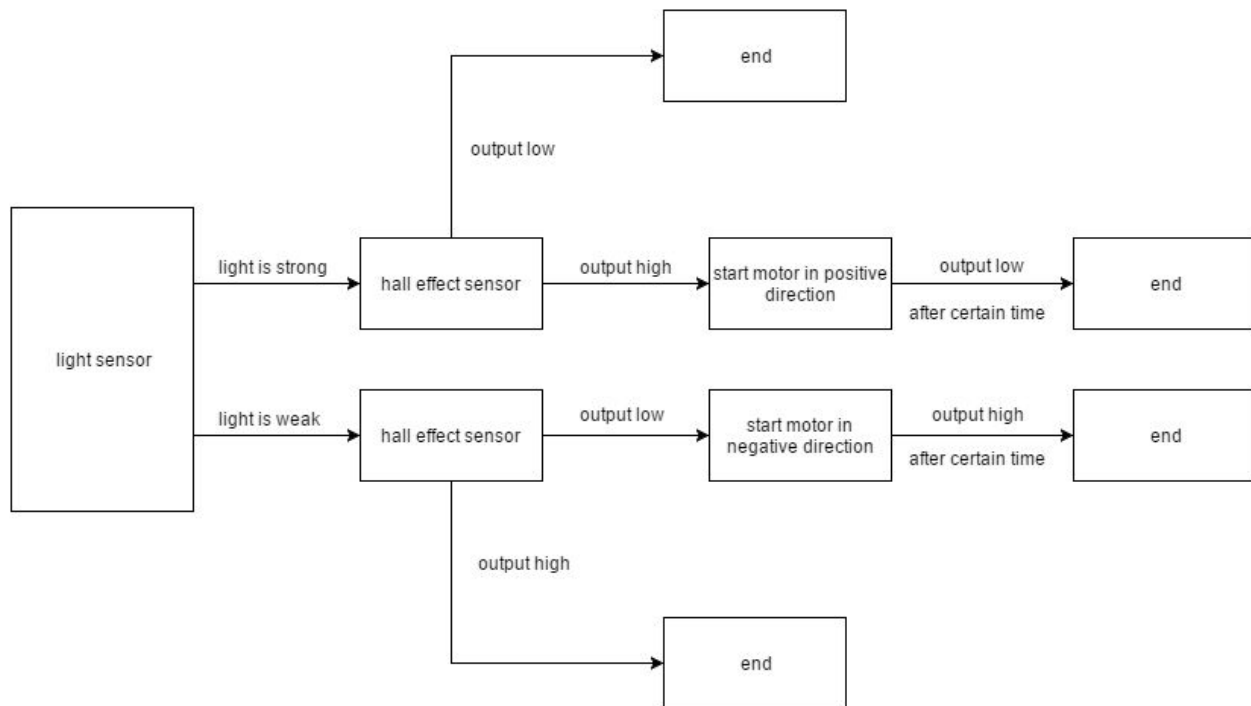 end
output low
light sensor
light is strong
hall effect sensor
output high
start motor in positive
direction
output low
after certain time
end
light is weak
hall effect sensor
output low
start motor in
negative direction
output high
after certain time
end
output high
end